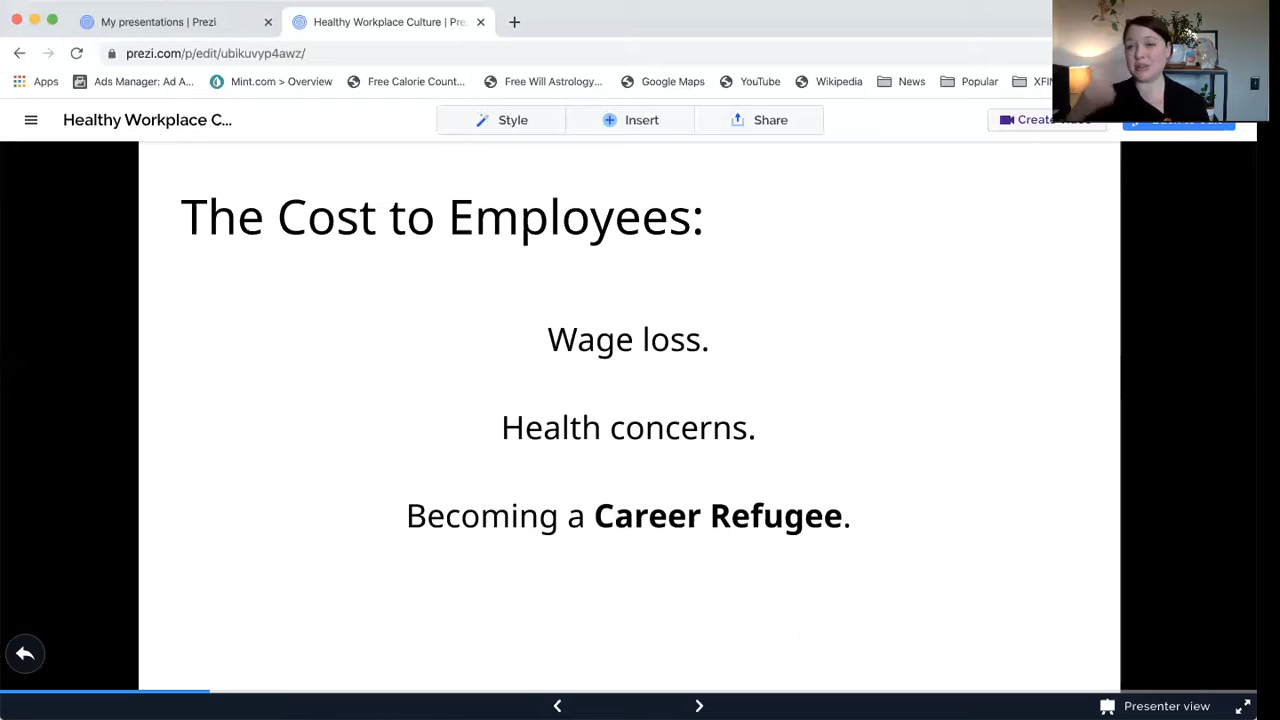 My presentations | Prezi
Healthy Workplace Culture | Pre
prezi.com/p/edit/ubikuvyp4awz/
Apps
Ads Manager: Ad A...
Mint.com > Overview
Free Calorie Count...
Free Will Astrology...
Google Maps
YouTube
Wikipedia
News
Popular
XFI
Healthy Workplace C...
Style
Insert
Share
The Cost to Employees:
Wage loss.
Health concerns.
Becoming a Career Refugee.
Presenter view